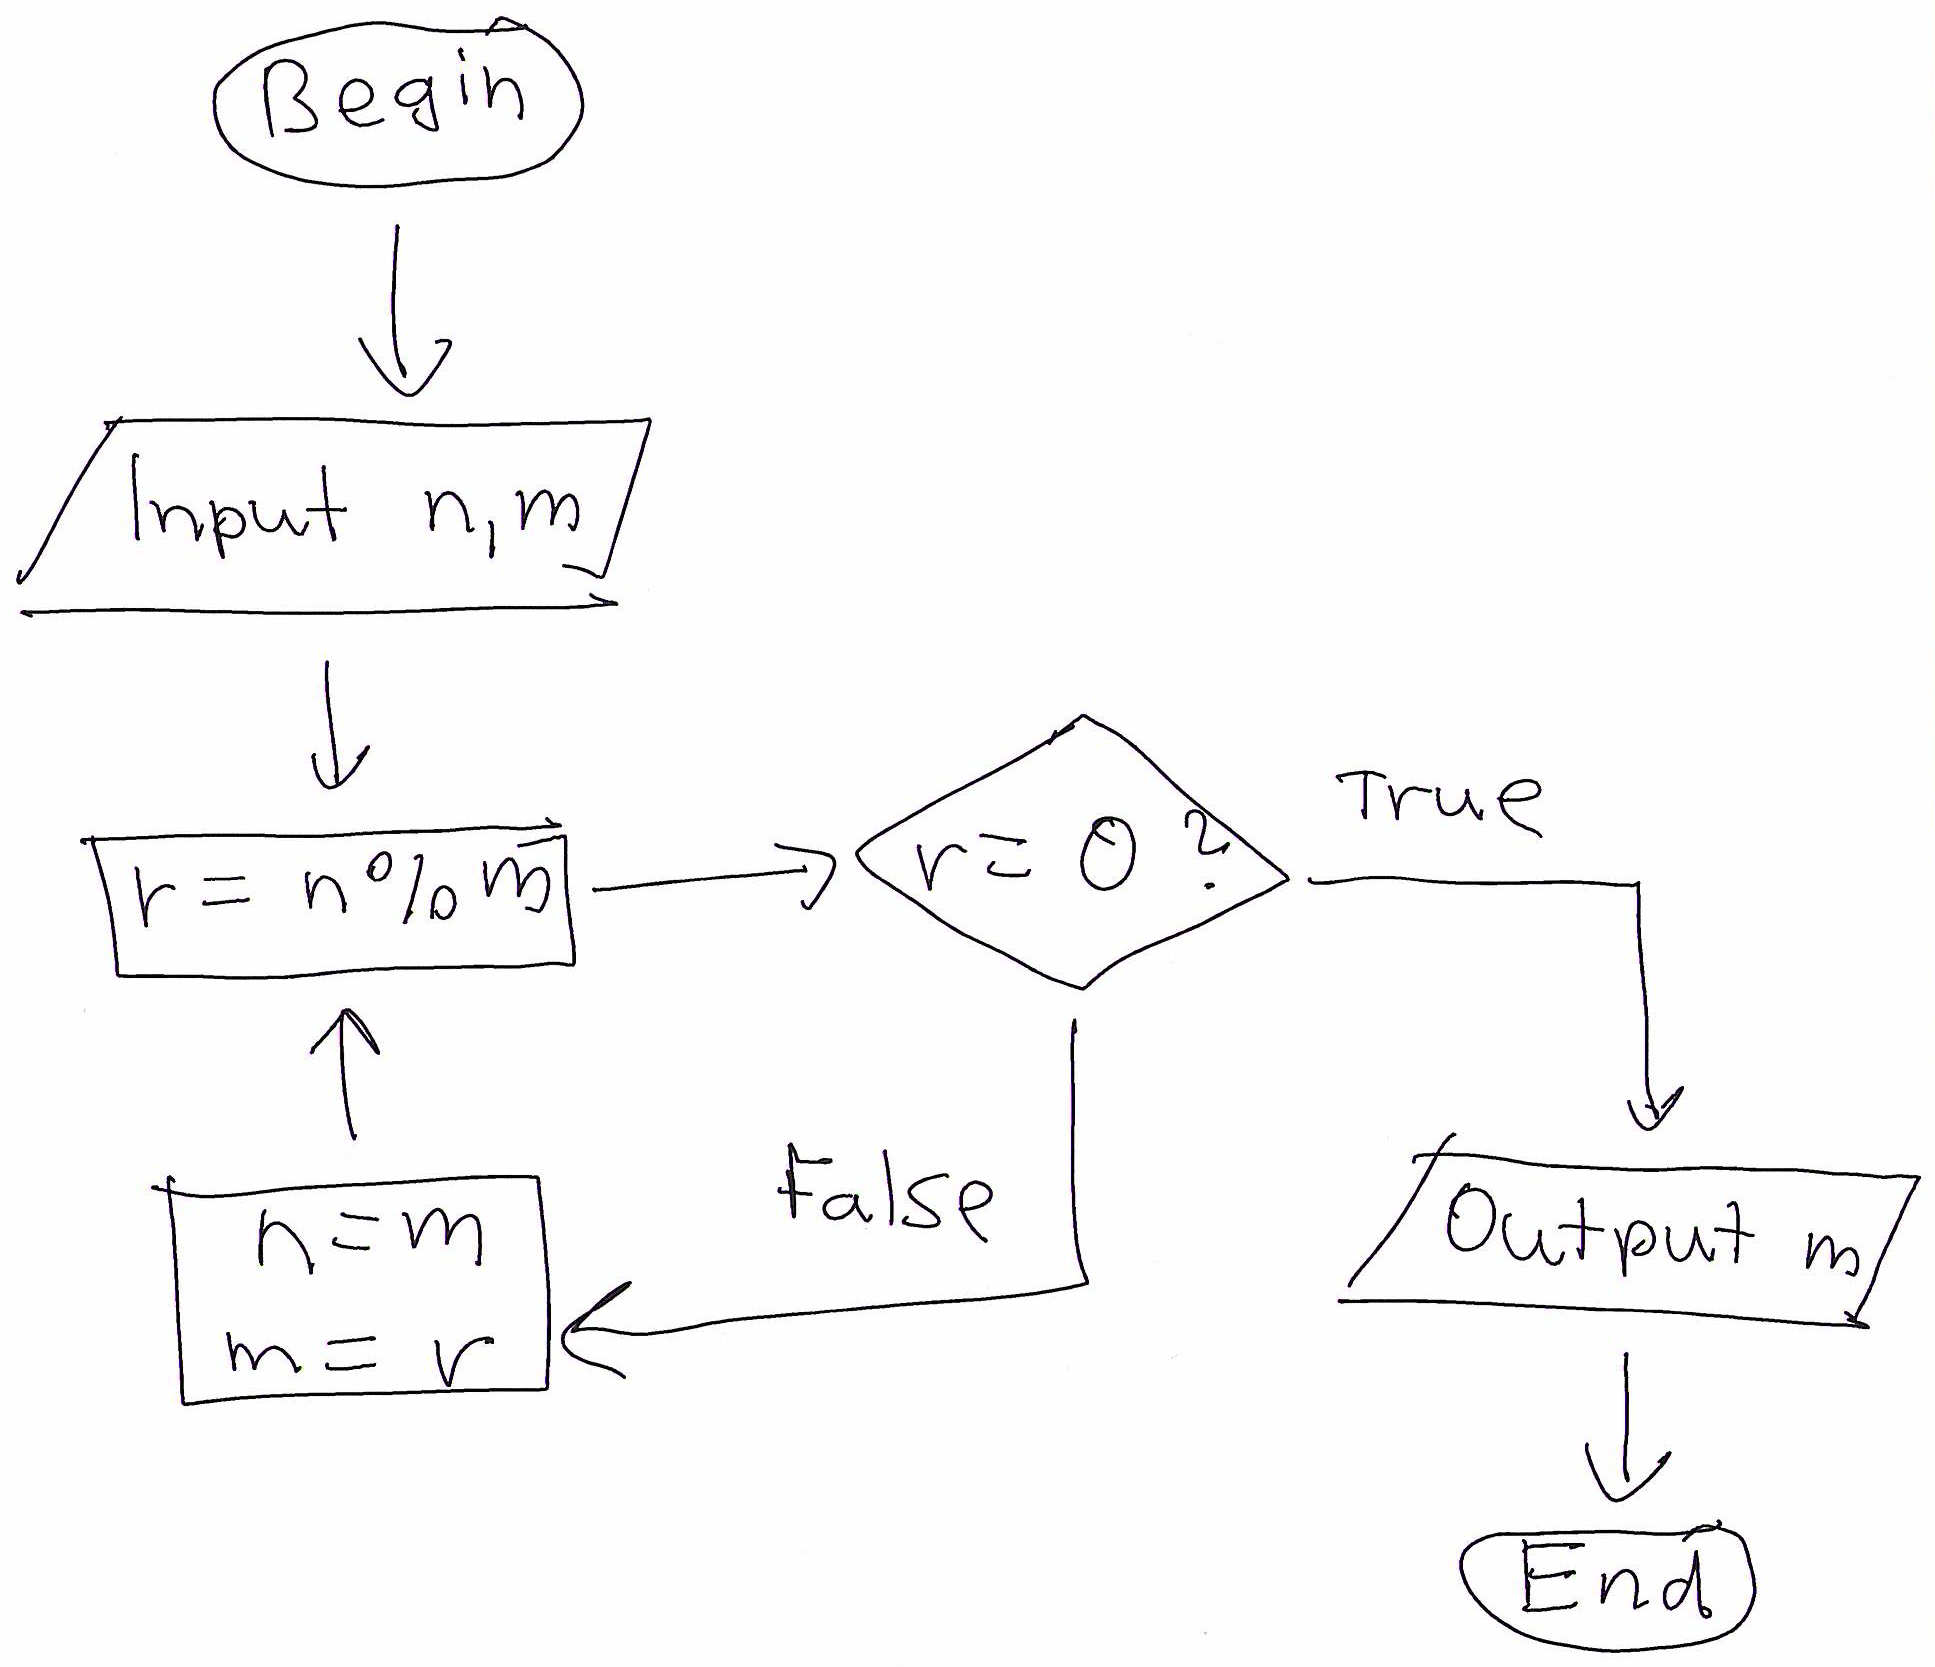 Begin
Input n,m
r = n%m
r = 0 ?
True
False
n = m
m = r
Output m
End